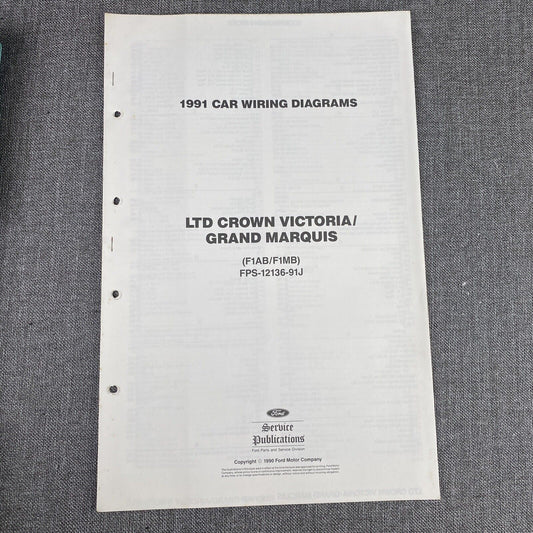 1991 CAR WIRING DIAGRAMS
LTD CROWN VICTORIA/
GRAND MARQUIS
(F1AB/F1MB)
FPS-12136-91J
Ford
Service
Publications
Ford Parts and Service Division
Copyright © 1990 Ford Motor Company